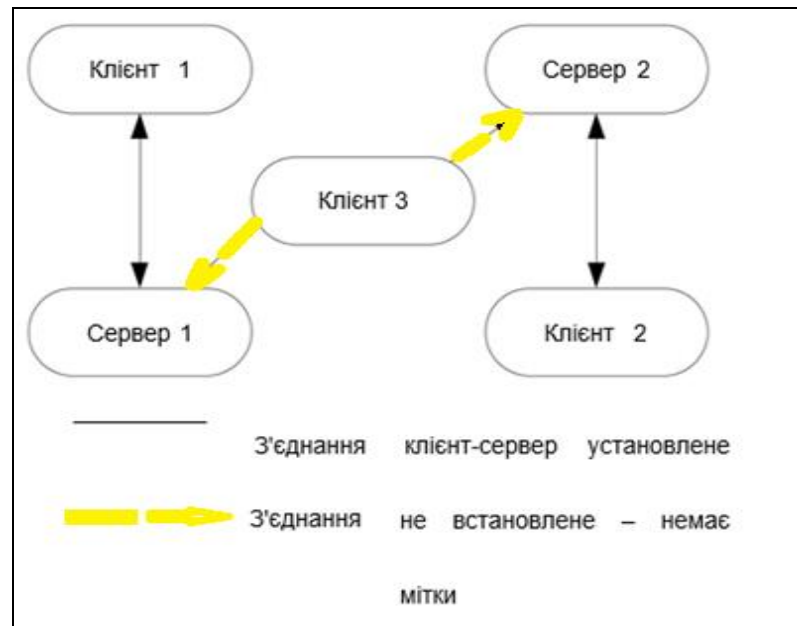 Клієнт 1
Сервер 2
Клієнт 3
Сервер 1
Клієнт 2
З'єднання клієнт-сервер установлене
З'єднання не встановлене – немає
мітки